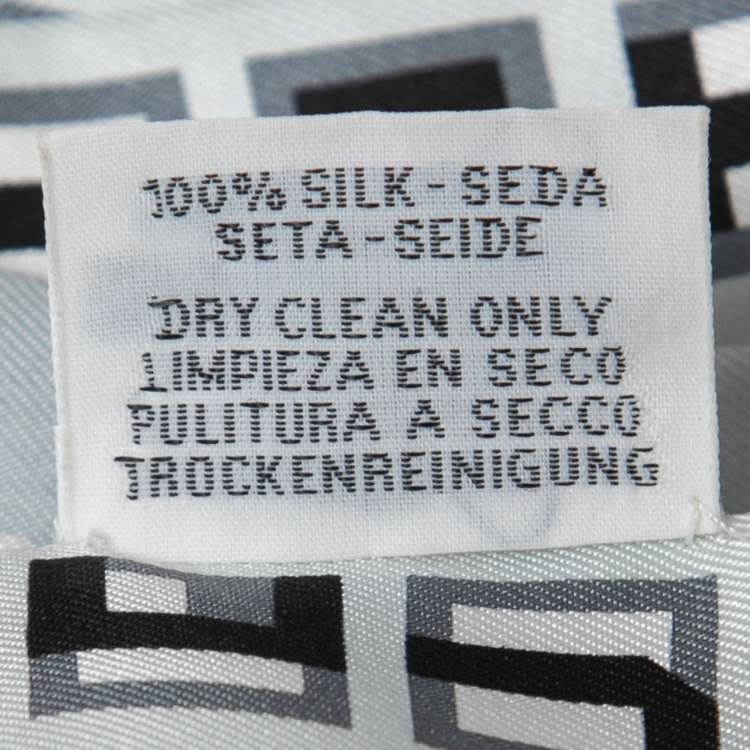 100% SILK - SEDA
SETA - SEIDE
DRY CLEAN ONLY
LIMPIEZA EN SECO
PULITURA A SECCO
TROCKENREINIGUNG